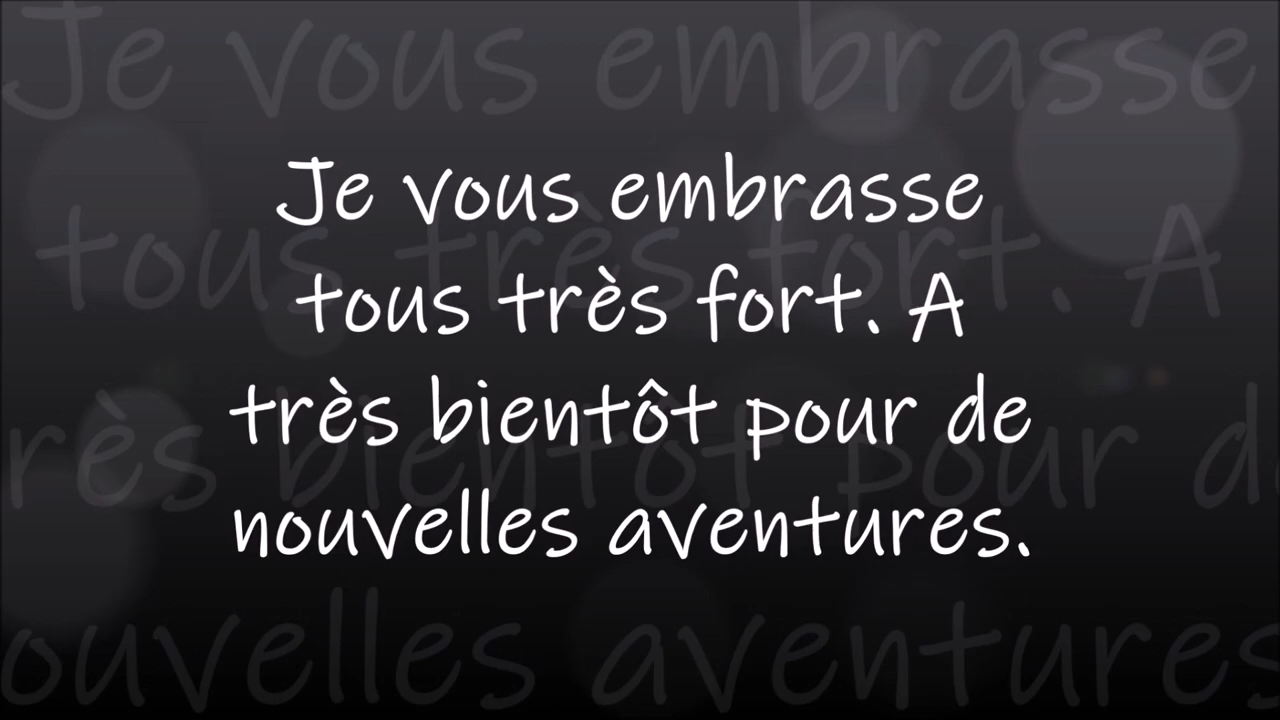 Je vous embrasse
tous très fort. A
très bientôt pour de
nouvelles aventures.